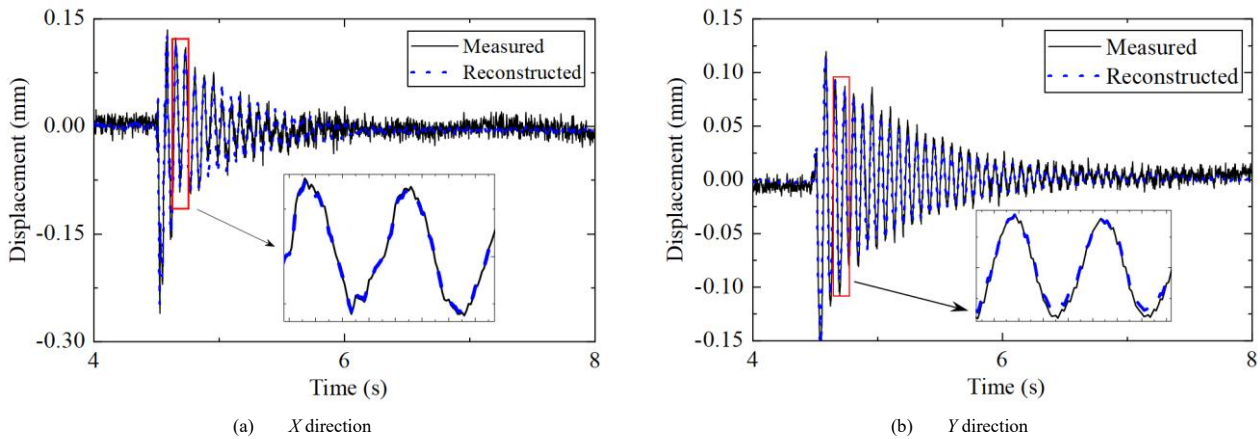 0.15
0.00
-0.15
-0.30
Displacement (mm)
Measured
Reconstructed
4
6
8
Time (s)
(a) X direction
0.15
0.10
0.05
0.00
-0.05
-0.10
-0.15
Displacement (mm)
Measured
Reconstructed
4
6
8
Time (s)
(b) Y direction